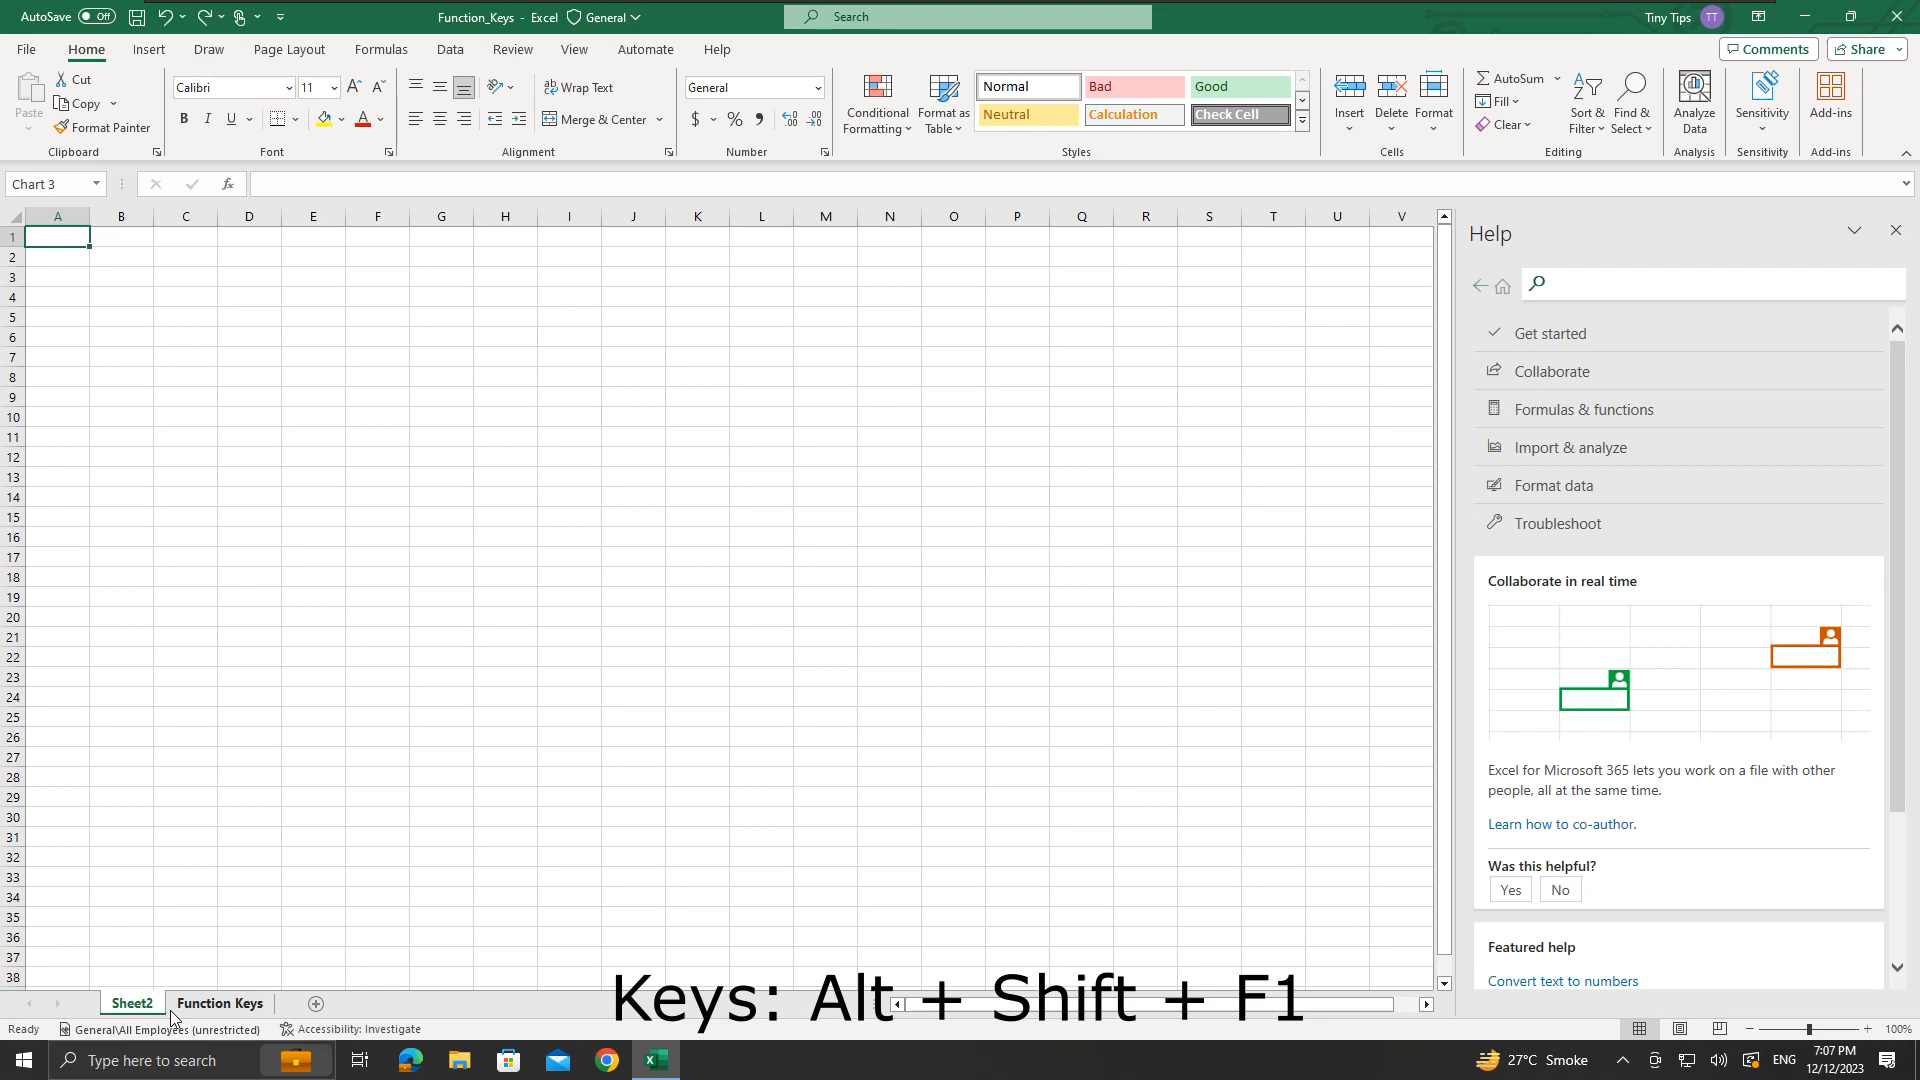 AutoSave Off Function_Keys - Excel General Search Tiny Tips TT
File Home Insert Draw Page Layout Formulas Data Review View Automate Help Comments Share
Paste Cut Copy Format Painter Clipboard
Calibri 11 B I U A A A A Font
Wrap Text Merge & Center Alignment
General $ % , Number
Conditional Formatting Format as Table Normal Bad Good Neutral Calculation Check Cell Styles
Insert Delete Format Cells
AutoSum Fill Clear Sort & Filter Find & Select Editing
Analyze Data Analysis
Sensitivity Sensitivity
Add-ins Add-ins
Chart 3 fx
A B C D E F G H I J K L M N O P Q R S T U V
1
2
3
4
5
6
7
8
9
10
11
12
13
14
15
16
17
18
19
20
21
22
23
24
25
26
27
28
29
30
31
32
33
34
35
36
37
38
Help
Get started
Collaborate
Formulas & functions
Import & analyze
Format data
Troubleshoot
Collaborate in real time
Excel for Microsoft 365 lets you work on a file with other
people, all at the same time.
Learn how to co-author.
Was this helpful?
Yes No
Featured help
Convert text to numbers
Sheet2 Function Keys
Keys: Alt + Shift + F1
Ready General\All Employees (unrestricted) Accessibility: Investigate 100%
Type here to search 27°C Smoke ENG 7:07 PM
12/12/2023